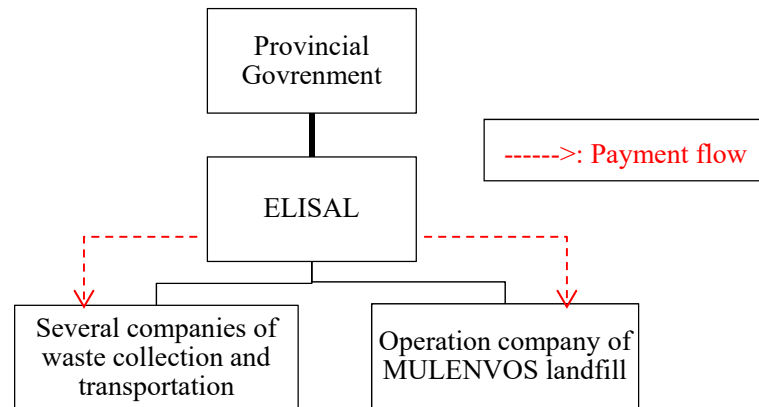 Provincial
Govrenment
------>: Payment flow
ELISAL
Several companies of
waste collection and
transportation
Operation company of
MULENVOS landfill